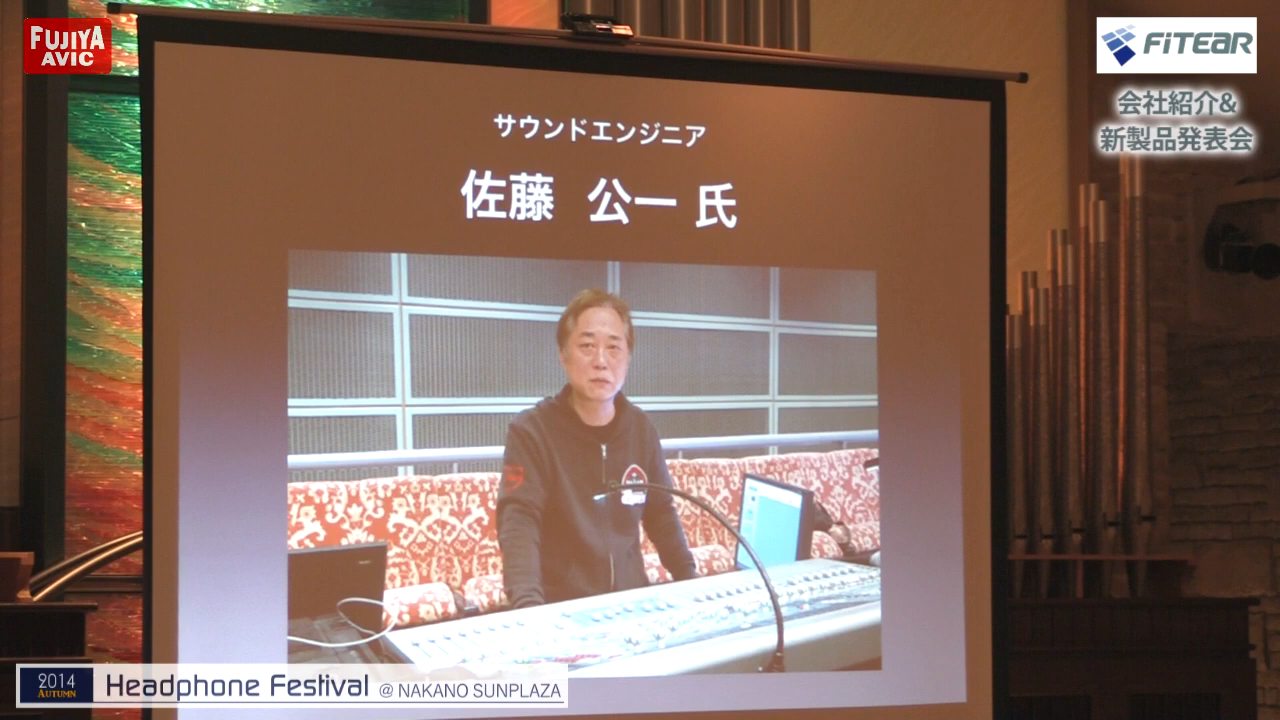 FUJIYA
AVIC
FitEar
会社紹介&
新製品発表会
サウンドエンジニア
佐藤 公一 氏
2014
AUTUMN
Headphone Festival @ NAKANO SUNPLAZA